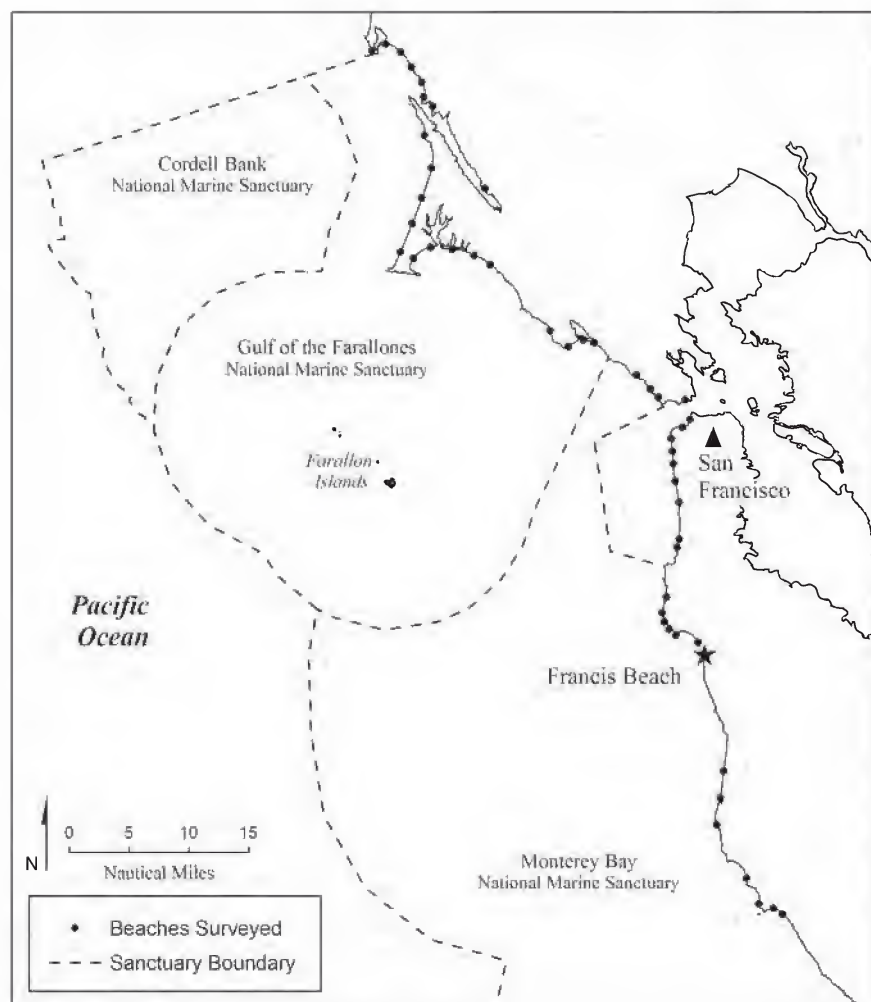 Cordell Bank
National Marine Sanctuary
Gulf of the Farallones
National Marine Sanctuary
Farallon
Islands
San
Francisco
Pacific
Ocean
Francis Beach
0 5 10 15
N
Nautical Miles
Monterey Bay
National Marine Sanctuary
Beaches Surveyed
Sanctuary Boundary